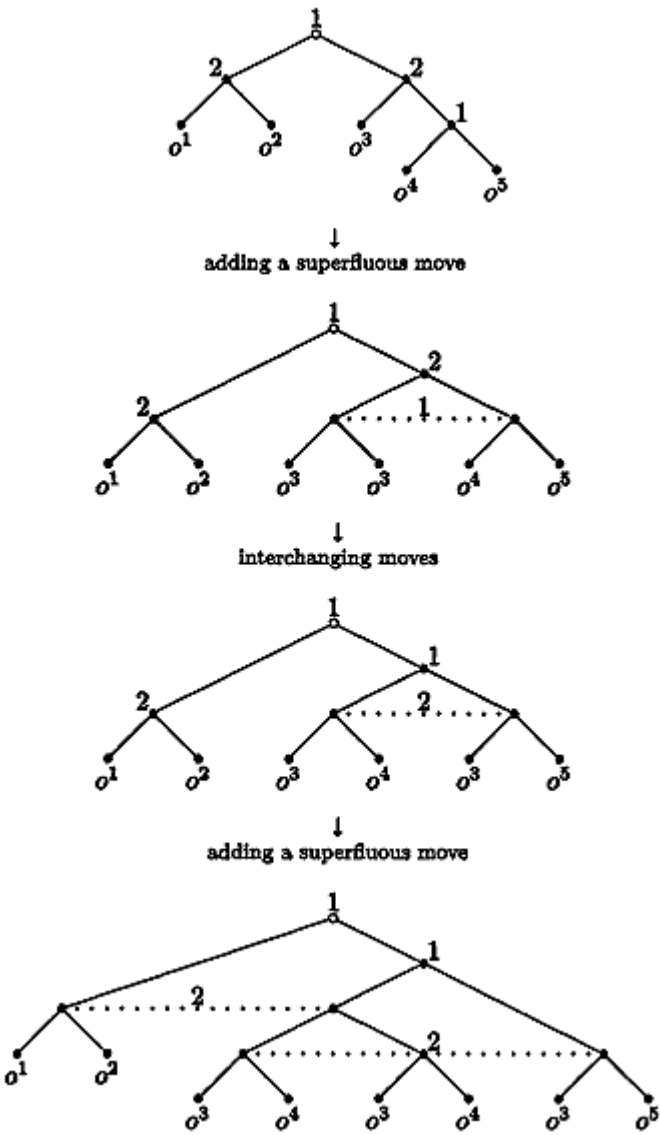 1
2 2
o¹ o² o³ 1
o⁴ o⁵
↓
adding a superfluous move
1
2
2 1
o¹ o² o³ o³ o⁴ o⁵
↓
interchanging moves
1
1
2 2
o¹ o² o³ o⁴ o³ o⁵
↓
adding a superfluous move
1
1
2
2
o¹ o²
o³ o⁴ o³ o⁴ o³ o⁵